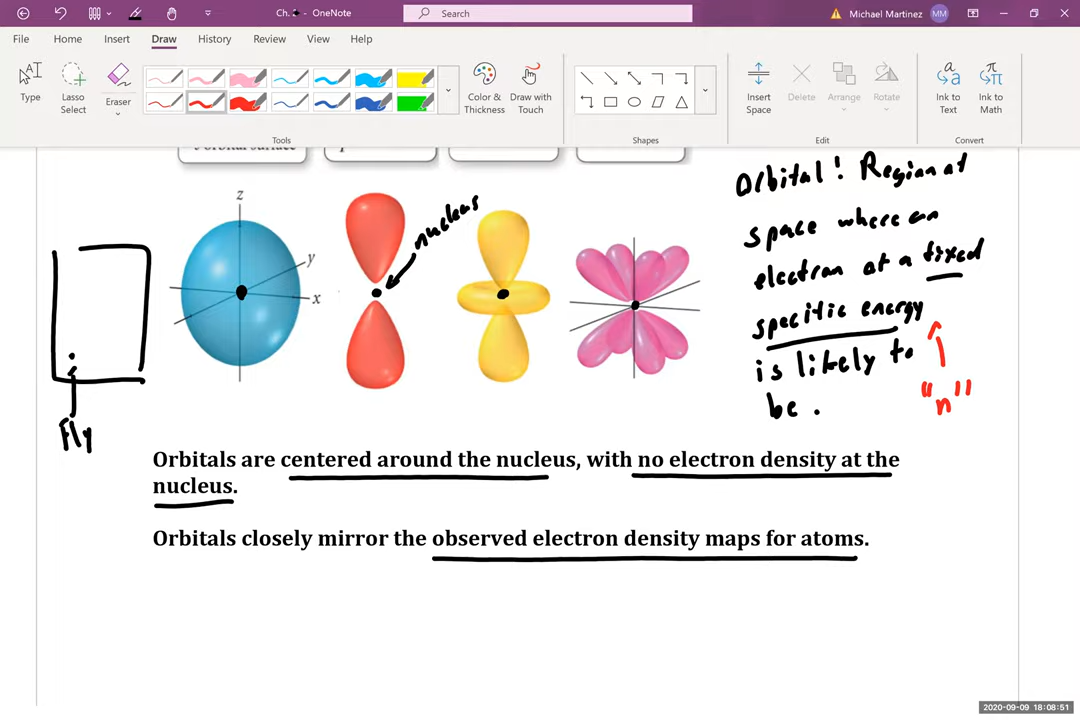 Ch. - OneNote
Search
Michael Martinez
MM
File
Home
Insert
Draw
History
Review
View
Help
Type
Lasso Select
Eraser
Color & Thickness
Draw with Touch
Insert Space
Delete
Arrange
Rotate
Ink to Text
Ink to Math
Tools
Shapes
Edit
Convert
orbital surface
z
y
x
nucleus
Fly
Orbital: Region of
space where an
electron at a fixed
specific energy
is likely to
be.
"n"
Orbitals are centered around the nucleus, with no electron density at the
nucleus.
Orbitals closely mirror the observed electron density maps for atoms.
2020-09-09 18:08:51